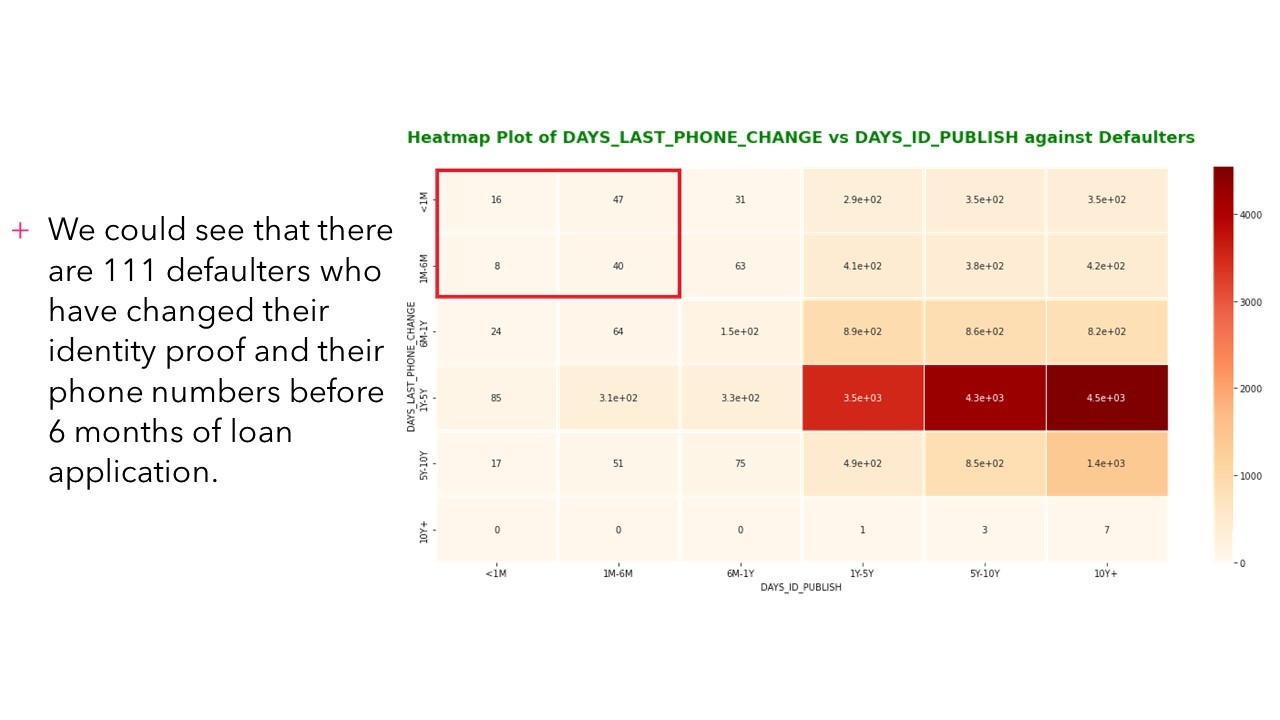 Heatmap Plot of DAYS_LAST_PHONE_CHANGE vs DAYS_ID_PUBLISH against Defaulters
+ We could see that there
are 111 defaulters who
have changed their
identity proof and their
phone numbers before
6 months of loan
application.
DAYS_LAST_PHONE_CHANGE
<1M 16 47 31 2.9e+02 3.5e+02 3.5e+02
1M-6M 8 40 63 4.1e+02 3.8e+02 4.2e+02
6M-1Y 24 64 1.5e+02 8.9e+02 8.6e+02 8.2e+02
1Y-5Y 85 3.1e+02 3.3e+02 3.5e+03 4.3e+03 4.5e+03
5Y-10Y 17 51 75 4.9e+02 8.5e+02 1.4e+03
10Y+ 0 0 0 1 3 7
<1M 1M-6M 6M-1Y 1Y-5Y 5Y-10Y 10Y+
DAYS_ID_PUBLISH
4000
3000
2000
1000
0